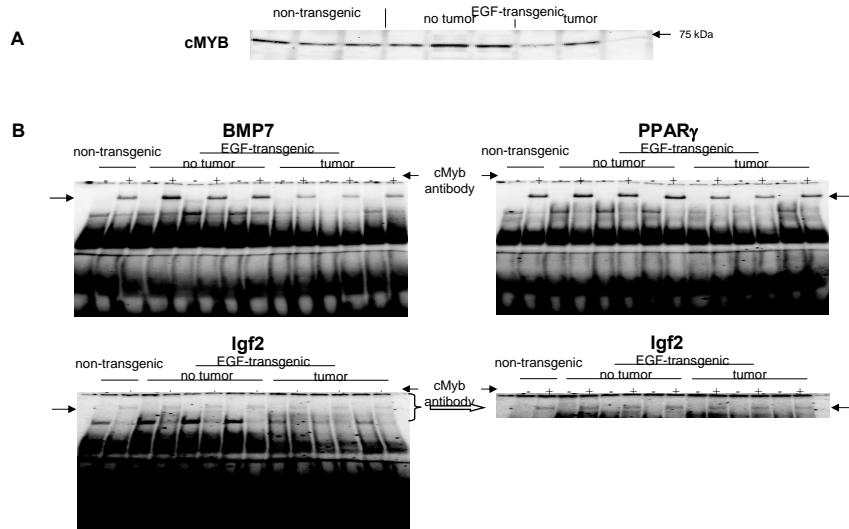 EGF-transgenic
non-transgenic
no tumor
tumor
A
cMYB
75 kDa
B
BMP7
PPARγ
EGF-transgenic
EGF-transgenic
non-transgenic
no tumor
tumor
non-transgenic
no tumor
tumor
cMyb
antibody
- + - + - + - + - + - + - +
- + - + - + - + - + - + - +
Igf2
Igf2
EGF-transgenic
EGF-transgenic
non-transgenic
no tumor
tumor
non-transgenic
no tumor
tumor
cMyb
antibody
- + - + - + - + - + - + - +